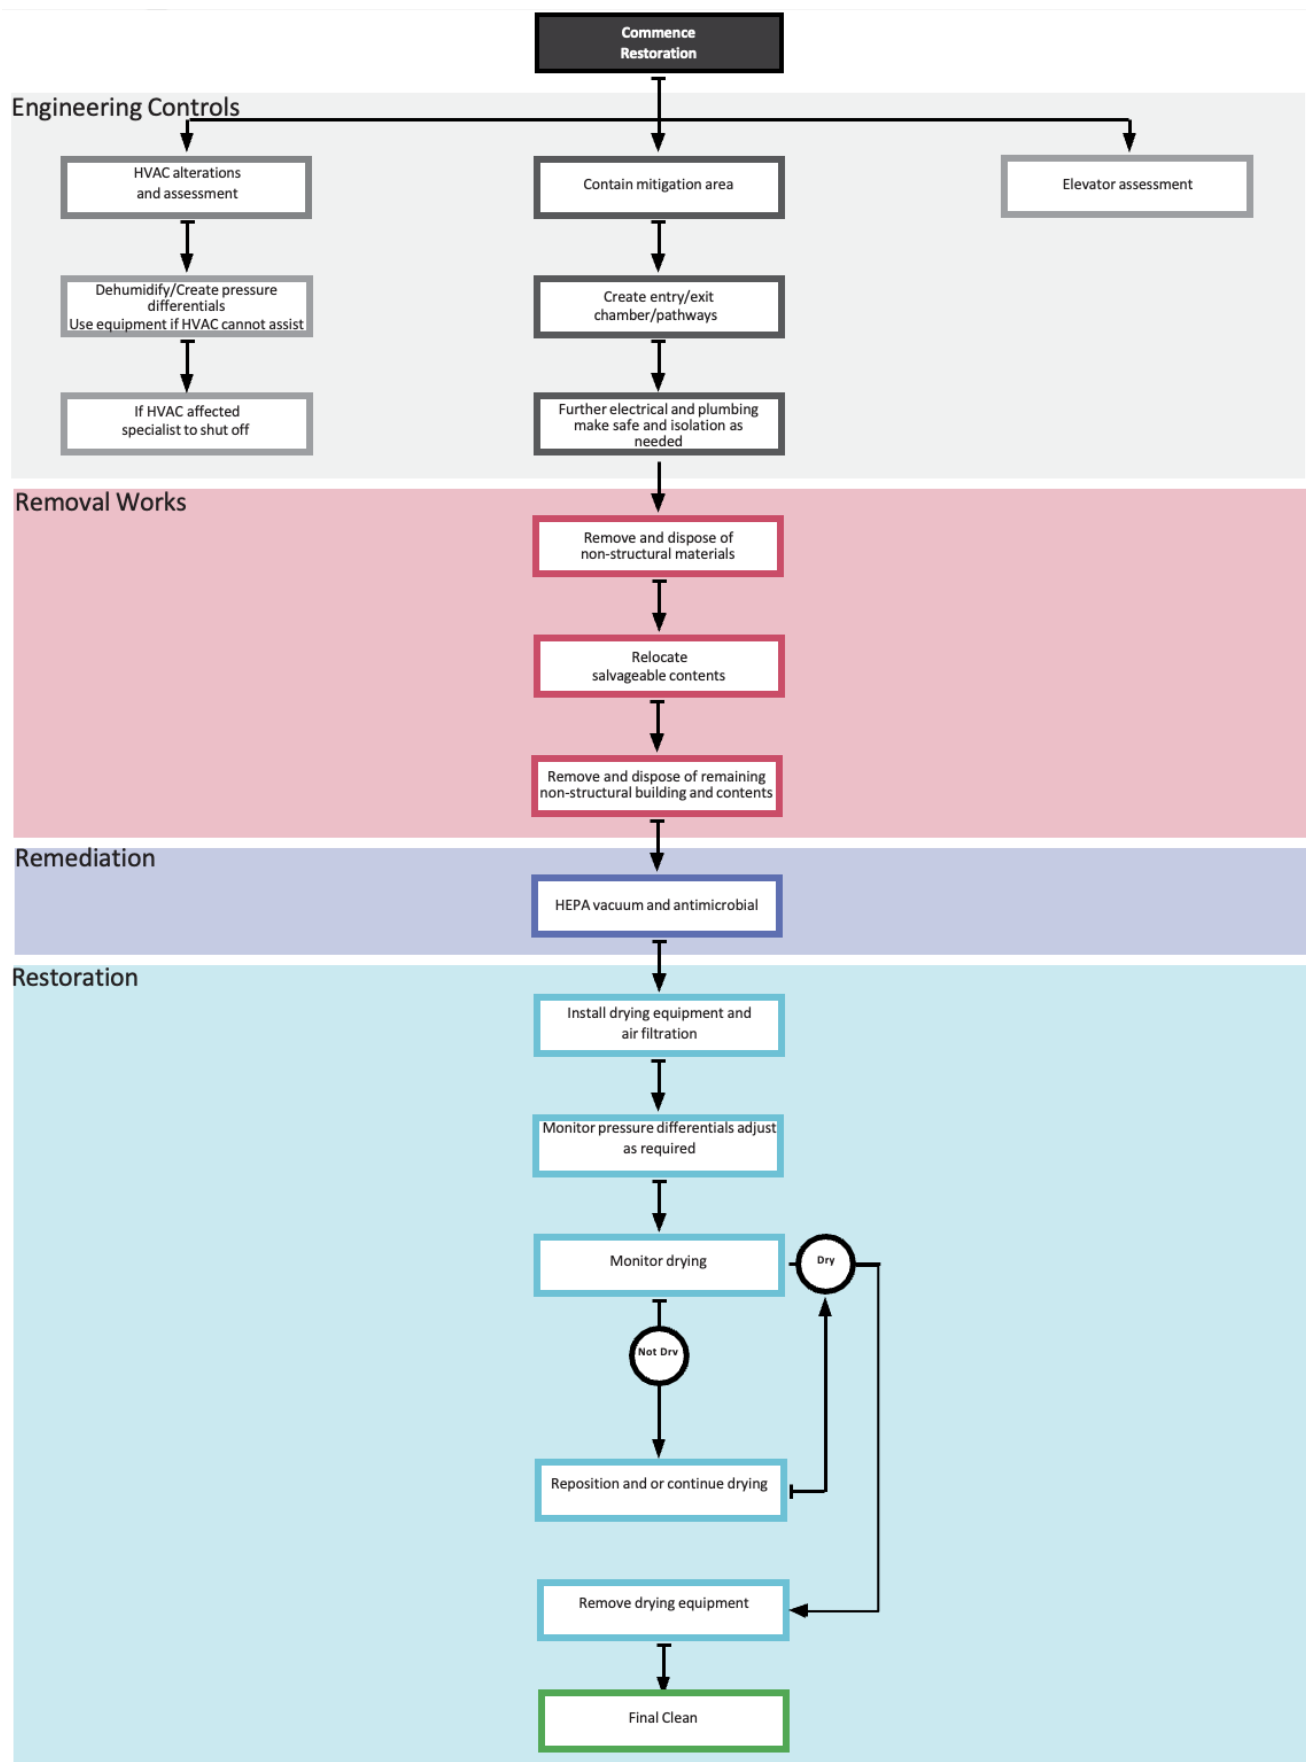 Commence
Restoration
Engineering Controls
HVAC alterations
and assessment
Contain mitigation area
Elevator assessment
Dehumidify/Create pressure
differentials
Use equipment if HVAC cannot assist
Create entry/exit
chamber/pathways
If HVAC affected
specialist to shut off
Further electrical and plumbing
make safe and isolation as
needed
Removal Works
Remove and dispose of
non-structural materials
Relocate
salvageable contents
Remove and dispose of remaining
non-structural building and contents
Remediation
HEPA vacuum and antimicrobial
Restoration
Install drying equipment and
air filtration
Monitor pressure differentials adjust
as required
Monitor drying
Dry
Not Dry
Reposition and or continue drying
Remove drying equipment
Final Clean